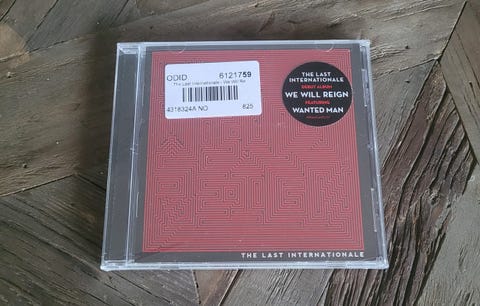 ODID. 6121759
The Last Internationale - We Will Re
4318324A NO 825
THE LAST
INTERNATIONALE
DEBUT ALBUM
WE WILL REIGN
FEATURING
WANTED MAN
REIGN
THE LAST INTERNATIONALE